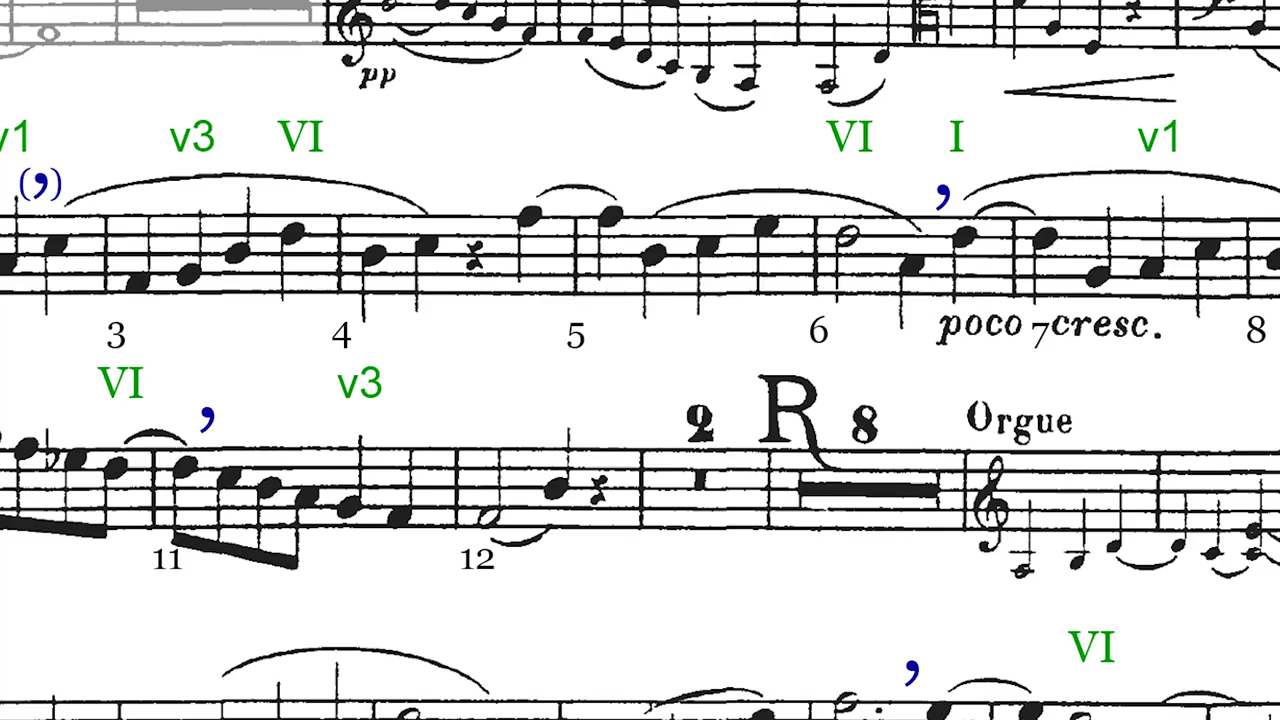 pp
v1 v3 VI VI I v1
(,) ,
3 4 5 6 poco 7 cresc. 8
VI v3
, 2 R 8 Orgue
11 12
VI
,